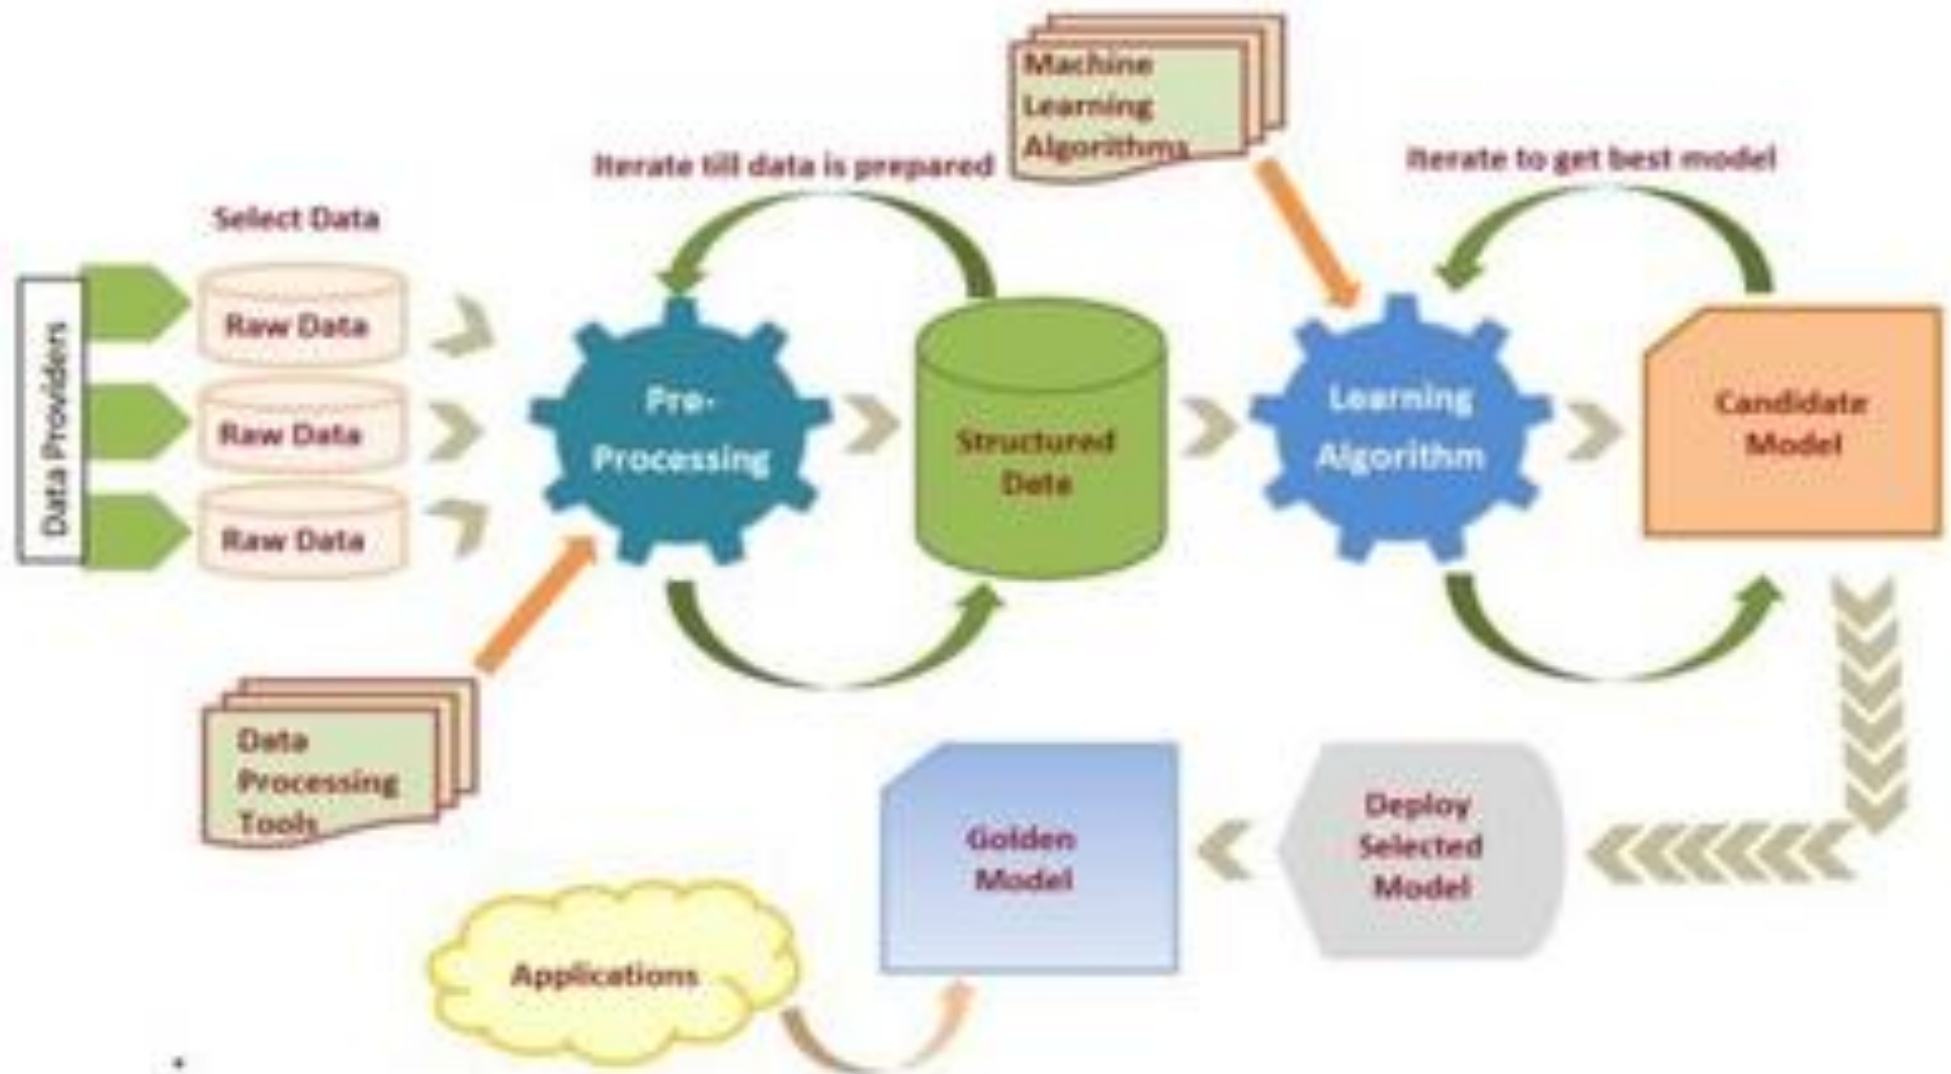 Machine
Learning
Algorithms
Iterate till data is prepared
Iterate to get best model
Select Data
Data Providers
Raw Data
Raw Data
Raw Data
Pre-
Processing
Structured
Data
Learning
Algorithm
Candidate
Model
Data
Processing
Tools
Golden
Model
Deploy
Selected
Model
Applications